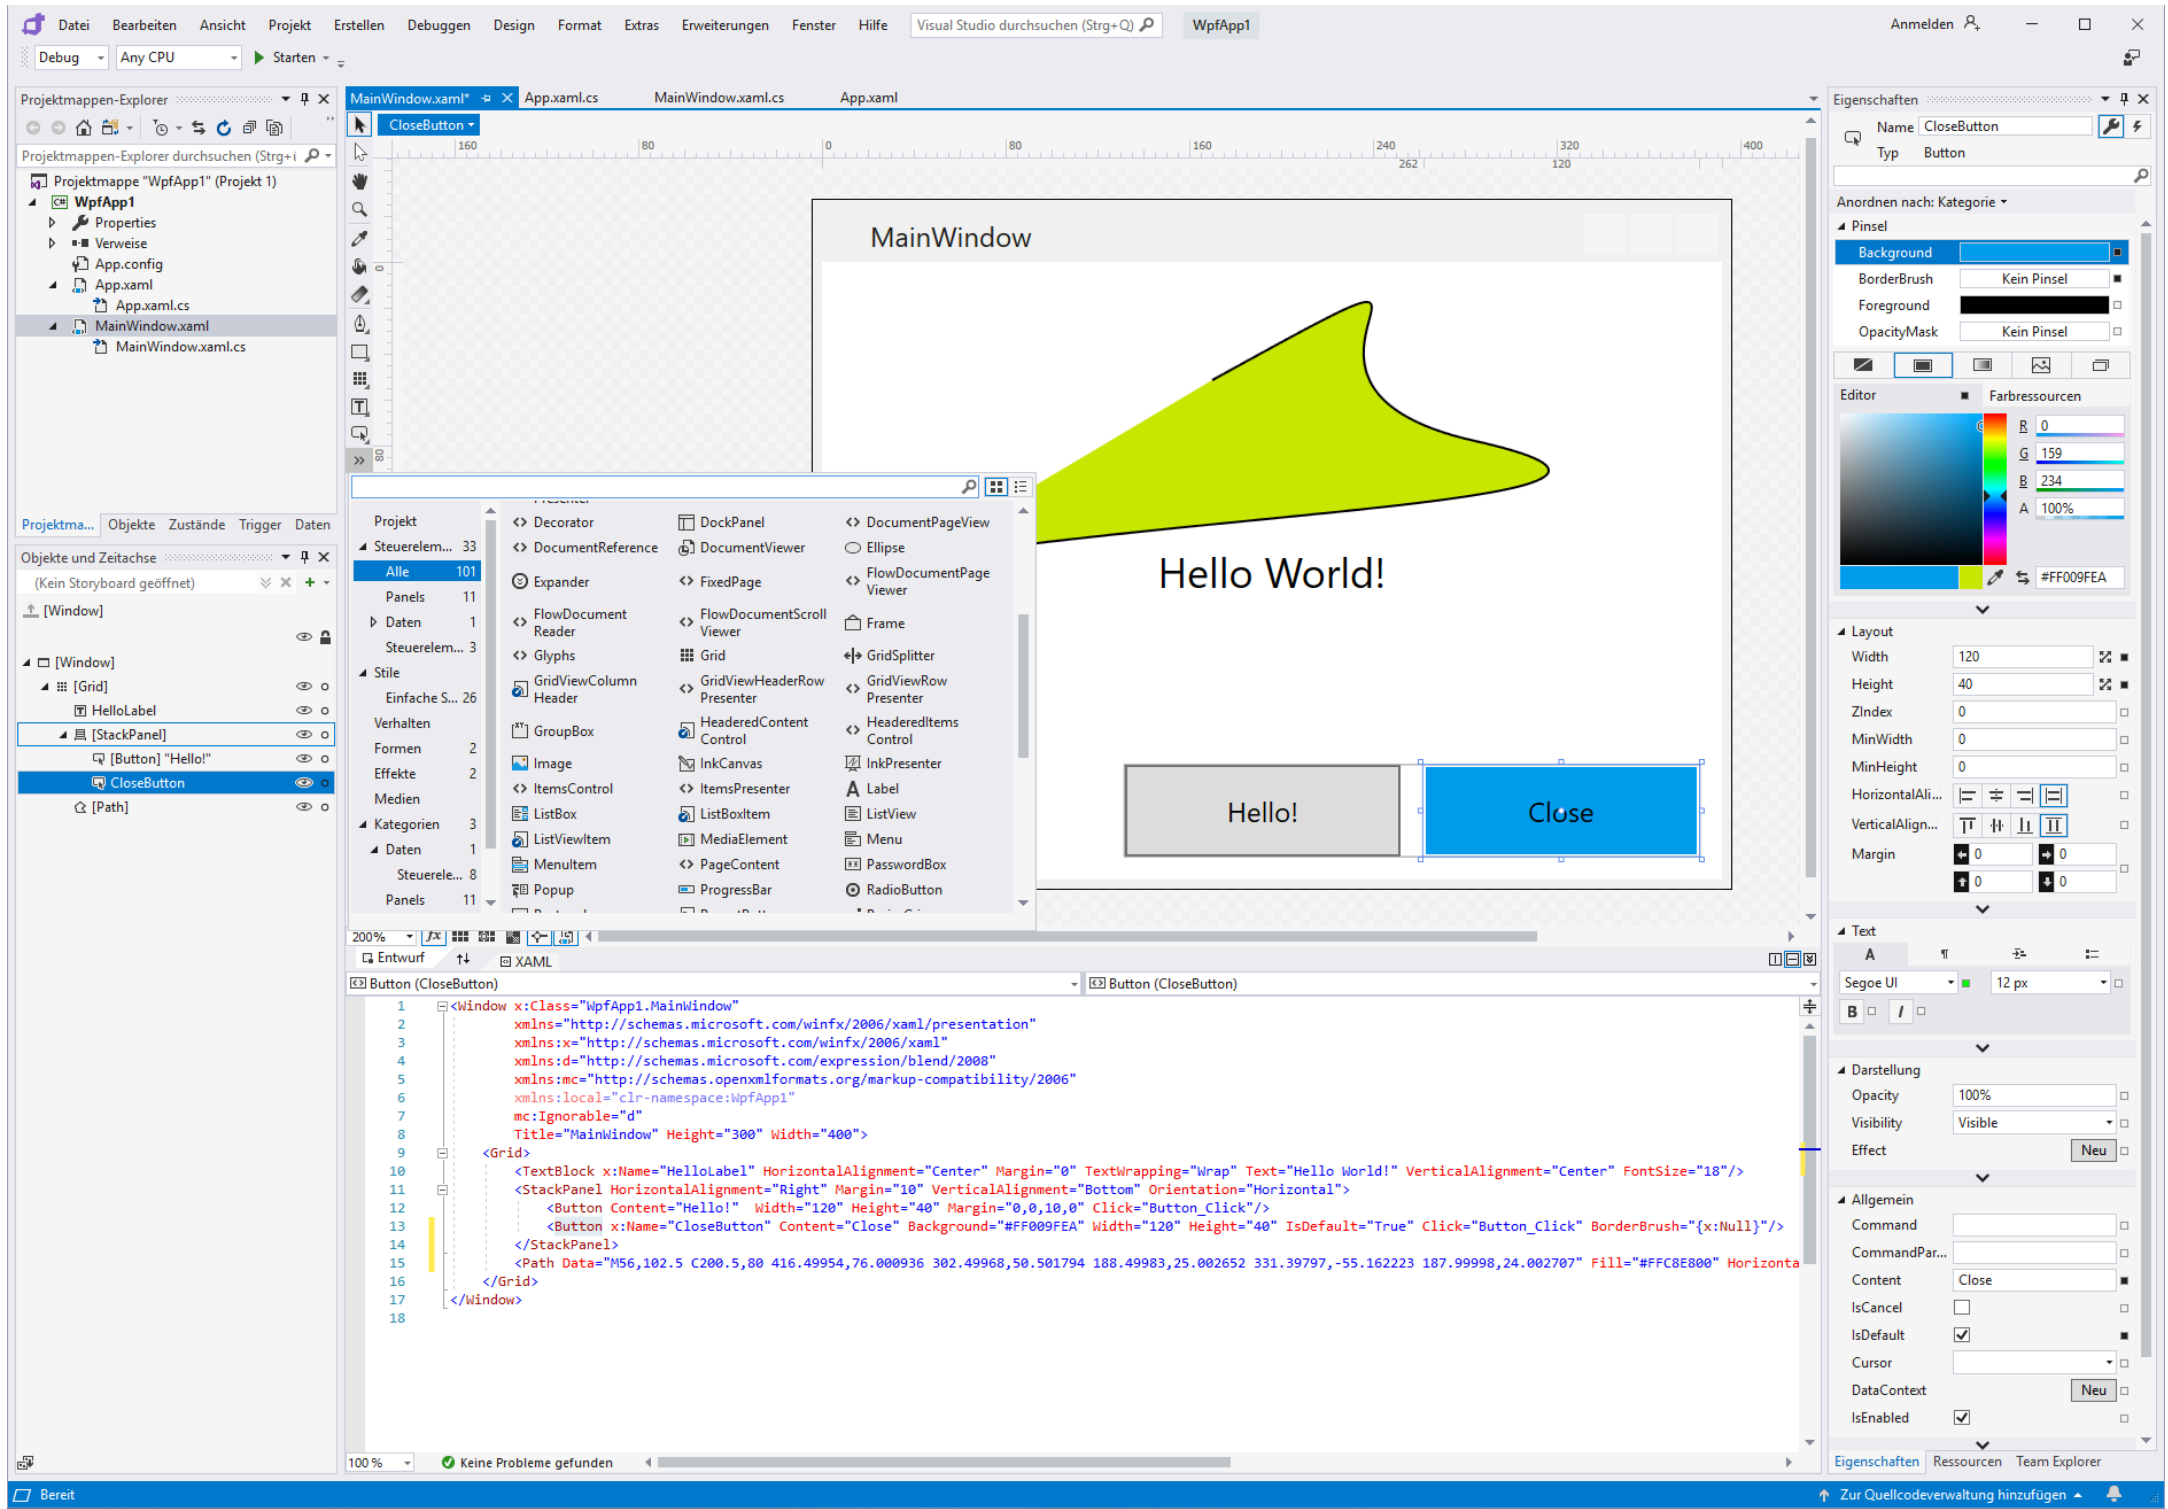 Datei Bearbeiten Ansicht Projekt Erstellen Debuggen Design Format Extras Erweiterungen Fenster Hilfe Visual Studio durchsuchen (Strg+Q) WpfApp1 Anmelden
Debug Any CPU Starten
Projektmappen-Explorer
Projektmappen-Explorer durchsuchen (Strg+ü
Projektmappe "WpfApp1" (Projekt 1)
C# WpfApp1
Properties
Verweise
App.config
App.xaml
App.xaml.cs
MainWindow.xaml
MainWindow.xaml.cs
Projektma... Objekte Zustände Trigger Daten
Objekte und Zeitachse
(Kein Storyboard geöffnet)
[Window]
[Window]
[Grid]
HelloLabel
[StackPanel]
[Button] "Hello!"
CloseButton
[Path]
MainWindow.xaml* App.xaml.cs MainWindow.xaml.cs App.xaml
CloseButton
160 80 0 80 160 240 320 400
262 120
0
80
MainWindow
Hello World!
Hello! Close
Projekt
Steuerelem... 33
Alle 101
Panels 11
Daten 1
Steuerelem... 3
Stile
Einfache S... 26
Verhalten
Formen 2
Effekte 2
Medien
Kategorien 3
Daten 1
Steuerele... 8
Panels 11
Decorator DockPanel DocumentPageView
DocumentReference DocumentViewer Ellipse
Expander FixedPage FlowDocumentPage Viewer
FlowDocument Reader FlowDocumentScroll Viewer Frame
Glyphs Grid GridSplitter
GridViewColumn Header GridViewHeaderRow Presenter GridViewRow Presenter
GroupBox HeaderedContent Control HeaderedItems Control
Image InkCanvas InkPresenter
ItemsControl ItemsPresenter Label
ListBox ListBoxItem ListView
ListViewItem MediaElement Menu
MenuItem PageContent PasswordBox
Popup ProgressBar RadioButton
200% fx
Entwurf XAML
Button (CloseButton) Button (CloseButton)
1 <Window x:Class="WpfApp1.MainWindow"
2 xmlns="http://schemas.microsoft.com/winfx/2006/xaml/presentation"
3 xmlns:x="http://schemas.microsoft.com/winfx/2006/xaml"
4 xmlns:d="http://schemas.microsoft.com/expression/blend/2008"
5 xmlns:mc="http://schemas.openxmlformats.org/markup-compatibility/2006"
6 xmlns:local="clr-namespace:WpfApp1"
7 mc:Ignorable="d"
8 Title="MainWindow" Height="300" Width="400">
9 <Grid>
10 <TextBlock x:Name="HelloLabel" HorizontalAlignment="Center" Margin="0" TextWrapping="Wrap" Text="Hello World!" VerticalAlignment="Center" FontSize="18"/>
11 <StackPanel HorizontalAlignment="Right" Margin="10" VerticalAlignment="Bottom" Orientation="Horizontal">
12 <Button Content="Hello!" Width="120" Height="40" Margin="0,0,10,0" Click="Button_Click"/>
13 <Button x:Name="CloseButton" Content="Close" Background="#FF009FEA" Width="120" Height="40" IsDefault="True" Click="Button_Click" BorderBrush="{x:Null}"/>
14 </StackPanel>
15 <Path Data="M56,102.5 C200.5,80 416.49954,76.000936 302.49968,50.501794 188.49983,25.002652 331.39797,-55.162223 187.99998,24.002707" Fill="#FFC8E800" Horizonta
16 </Grid>
17 </Window>
18
100 % Keine Probleme gefunden
Eigenschaften
Name CloseButton
Typ Button
Anordnen nach: Kategorie
Pinsel
Background
BorderBrush Kein Pinsel
Foreground
OpacityMask Kein Pinsel
Editor Farbressourcen
R 0
G 159
B 234
A 100%
#FF009FEA
Layout
Width 120
Height 40
ZIndex 0
MinWidth 0
MinHeight 0
HorizontalAli...
VerticalAlign...
Margin 0 0
0 0
Text
A ¶
Segoe UI 12 px
B I
Darstellung
Opacity 100%
Visibility Visible
Effect Neu
Allgemein
Command
CommandPar...
Content Close
IsCancel
IsDefault
Cursor
DataContext Neu
IsEnabled
Eigenschaften Ressourcen Team Explorer
Bereit Zur Quellcodeverwaltung hinzufügen